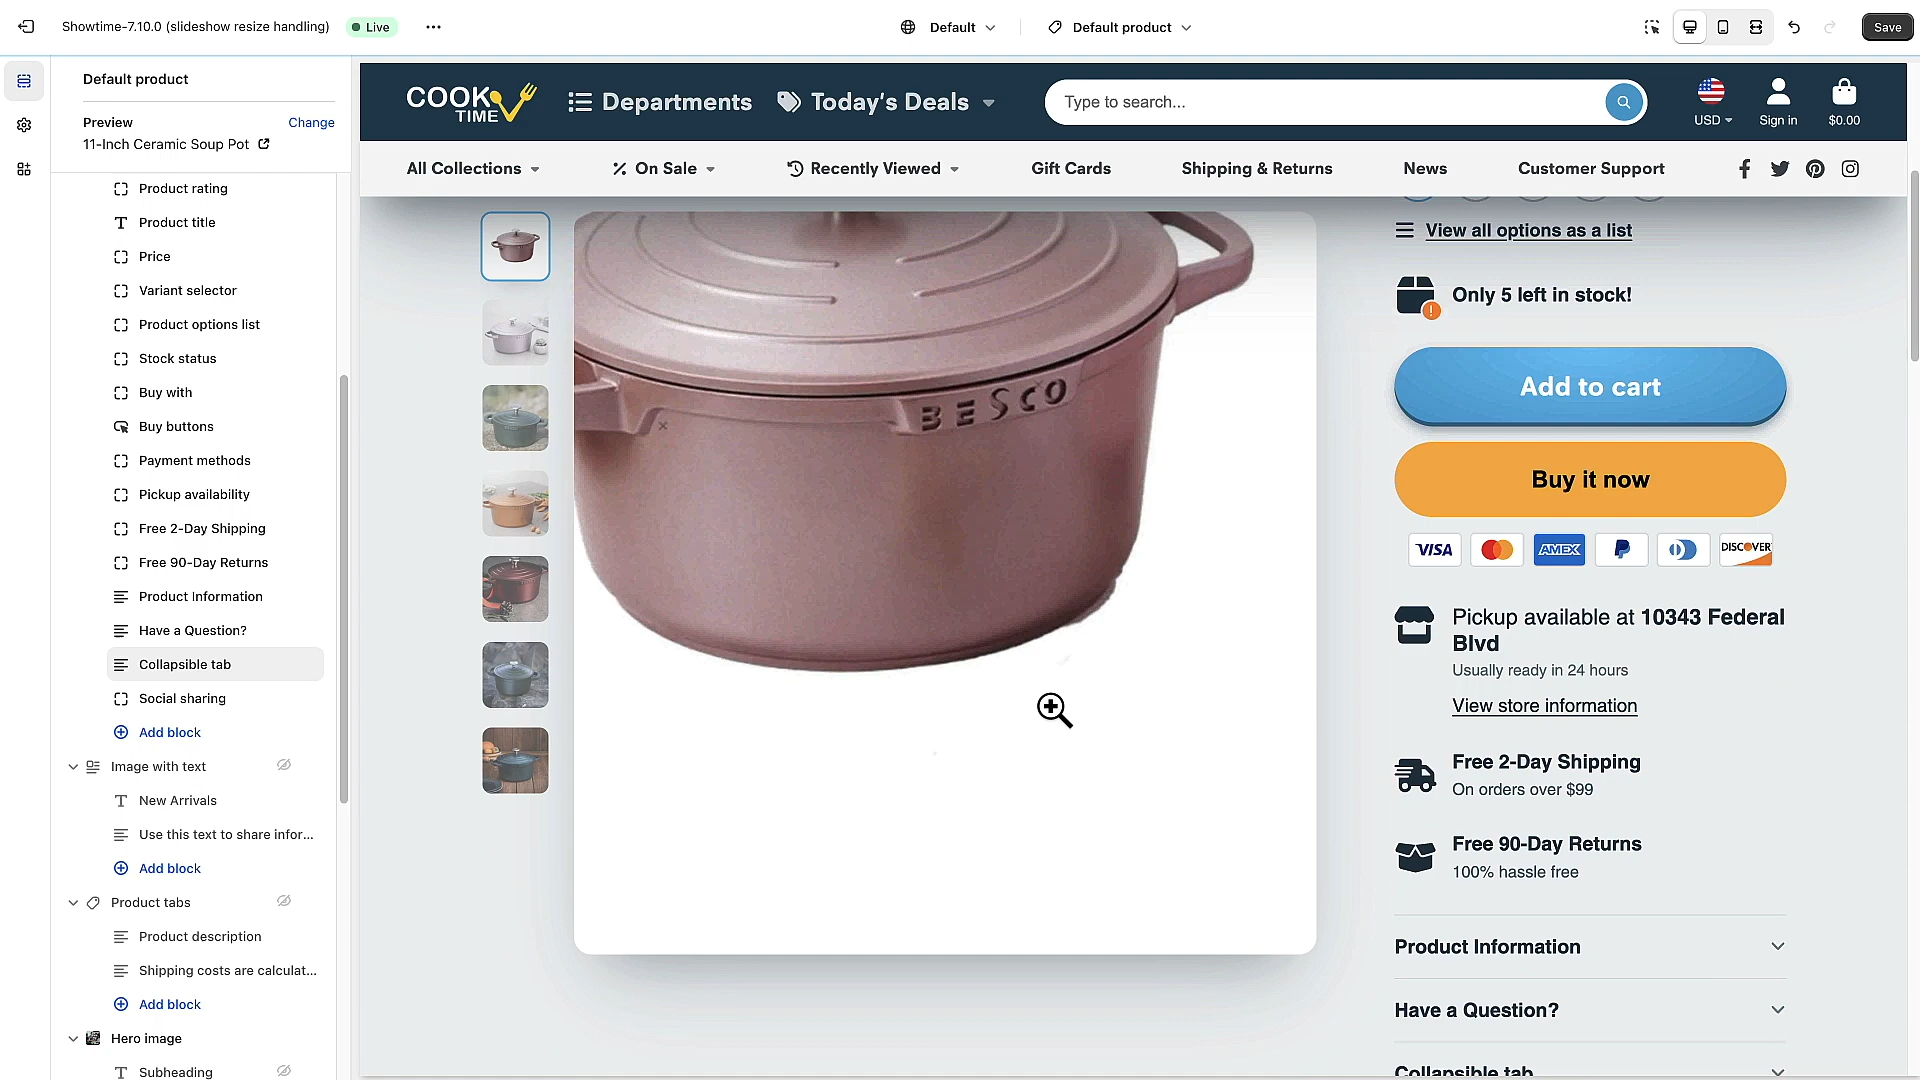 Showtime-7.10.0 (slideshow resize handling)
Live
Default
Default product
Save
Default product
Preview
Change
11-Inch Ceramic Soup Pot
Product rating
Product title
Price
Variant selector
Product options list
Stock status
Buy with
Buy buttons
Payment methods
Pickup availability
Free 2-Day Shipping
Free 90-Day Returns
Product Information
Have a Question?
Collapsible tab
Social sharing
Add block
Image with text
New Arrivals
Use this text to share infor...
Add block
Product tabs
Product description
Shipping costs are calculat...
Add block
Hero image
Subheading
COOK
TIME
Departments
Today's Deals
Type to search...
USD
Sign in
$0.00
All Collections
On Sale
Recently Viewed
Gift Cards
Shipping & Returns
News
Customer Support
BESCO
View all options as a list
Only 5 left in stock!
Add to cart
Buy it now
VISA
AMEX
DISCOVER
Pickup available at 10343 Federal
Blvd
Usually ready in 24 hours
View store information
Free 2-Day Shipping
On orders over $99
Free 90-Day Returns
100% hassle free
Product Information
Have a Question?
Collapsible tab